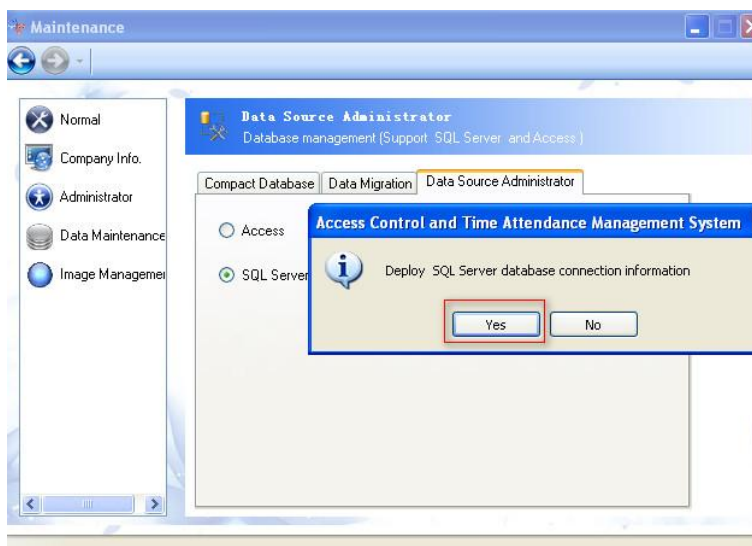 Maintenance
Normal
Company Info.
Administrator
Data Maintenance
Image Managemei
Data Source Administrator
Database management (Support SQL Server and Access )
Compact Database
Data Migration
Data Source Administrator
Access
SQL Server
Access Control and Time Attendance Management System
Deploy SQL Server database connection information
Yes
No